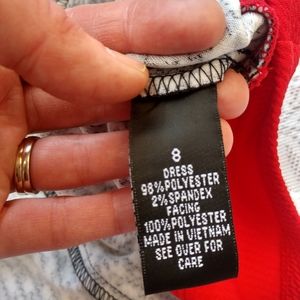 8
DRESS
98% POLYESTER
2% SPANDEX
FACING
100% POLYESTER
MADE IN VIETNAM
SEE OVER FOR
CARE